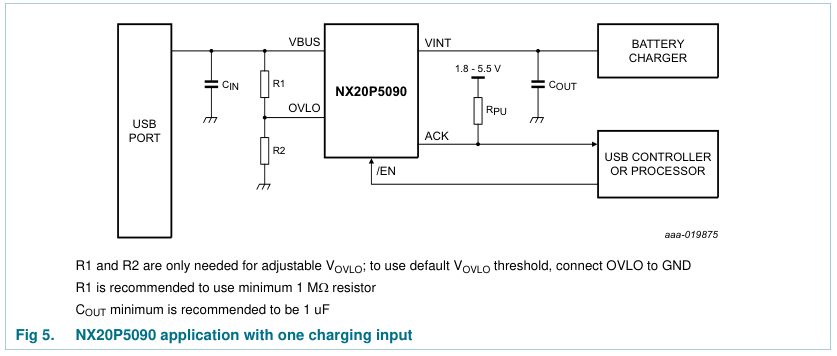 VBUS
VINT
BATTERY
CHARGER
1.8 - 5.5 V
CIN
R1
NX20P5090
COUT
RPU
OVLO
USB
PORT
ACK
R2
USB CONTROLLER
OR PROCESSOR
/EN
aaa-019875
R1 and R2 are only needed for adjustable VOVLO; to use default VOVLO threshold, connect OVLO to GND
R1 is recommended to use minimum 1 MΩ resistor
COUT minimum is recommended to be 1 uF
Fig 5. NX20P5090 application with one charging input